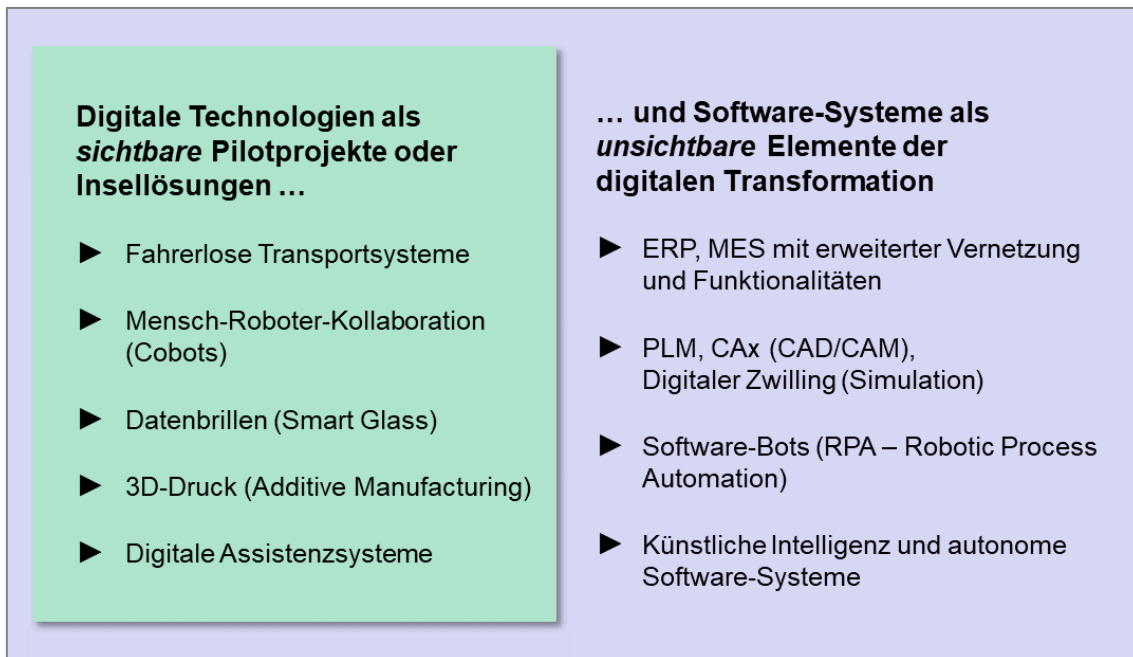 Digitale Technologien als
sichtbare Pilotprojekte oder
Insellösungen …
► Fahrerlose Transportsysteme
► Mensch-Roboter-Kollaboration
(Cobots)
► Datenbrillen (Smart Glass)
► 3D-Druck (Additive Manufacturing)
► Digitale Assistenzsysteme
… und Software-Systeme als
unsichtbare Elemente der
digitalen Transformation
► ERP, MES mit erweiterter Vernetzung
und Funktionalitäten
► PLM, CAx (CAD/CAM),
Digitaler Zwilling (Simulation)
► Software-Bots (RPA – Robotic Process
Automation)
► Künstliche Intelligenz und autonome
Software-Systeme